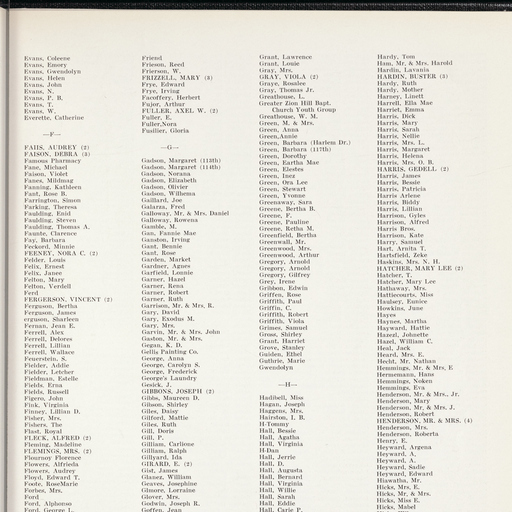 Evans, Coleene
Evans, Emory
Evans, Gwendolyn
Evans, Helen
Evans, John
Evans, N.
Evans, P. B.
Evans, T.
Evans, W.
Everette, Catherine
—F—
FAHS, AUDREY (2)
FAISON, DEBRA (3)
Famous Pharmacy
Fane, Michael
Faison, Violet
Fanes, Mildmag
Fanning, Kathleen
Fant, Rose B.
Farrington, Simon
Farking, Theresa
Faulding, Enid
Faulding, Steven
Faulding, Thomas A.
Faunbe, Clarence
Fay, Barbara
Feckerd, Minnie
FEENEY, NORA C. (2)
Felder, Louis
Felix, Ernest
Felix, Janee
Felton, Mary
Felton, Verdell
Ferd
FERGERSON, VINCENT (2)
Ferguson, Bertha
Ferguson, James
erguson, Sharleen
Fernan, Jean E.
Ferrell, Alex
Ferrell, Delores
Ferrell, Lillian
Ferrell, Wallace
Feuerstein, S.
Fielder, Addie
Fielder, Letcher
Fieldman, Estelle
Fields, Erna
Fields, Russell
Figero, John
Fink, Virginia
Finney, Lillian D.
Fisher, Mrs.
Fishers, The
Flast, Royal
FLECK, ALFRED (2)
Fleming, Madeline
FLEMINGS, MRS. (2)
Flournoy Florence
Flowers, Alfrieda
Flowers, Audrey
Floyd, Edward T.
Foote, RoseMarie
Forbez, Mrs.
Ford
Ford, Alphonso
Ford, George L.
Friend
Frieson, Reed
Frierson, W.
FRIZZELL, MARY (3)
Frye, Edward
Frye, Irving
Facoffery, Herbert
Fujor, Arthur
FULLER, AXEL W. (2)
Fuller, E.
Fuller,Nora
Fusilier, Gloria
—G—
Gadson, Margaret (113th)
Gadson, Margaret (114th)
Gadson, Norana
Gadson, Elizabeth
Gadson, Olivier
Gadson, Wilhema
Gaillard, Joe
Galarza, Fred
Galloway, Mr. & Mrs. Daniel
Galloway, Rowena
Gamble, M.
Gan, Fannie Mae
Ganston, Irving
Gant, Bennie
Gant, Rose
Garden, Market
Gardner, Agnes
Garfield, Lonnie
Garner, Hazel
Garner, Rena
Garner, Robert
Garner, Ruth
Garrison, Mr. & Mrs, R.
Gary, David
Gary, Exodus M.
Gary, Mrs.
Garvin, Mr. & Mrs. John
Gaston, Mr. & Mrs.
Gegan, K. D.
Gellis Painting Co.
George, Anna
George, Carolyn S.
George, Frederick
George's Laundry
Gesick, J.
GIBBONS, JOSEPH (2)
Gibbs, Maureen D.
Gibson, Shirley
Giles, Daisy
Gifford, Mattie
Giles, Ruth
Gill, Doris
Gill, P.
Gilliam, Carlione
Gilliam, Ralph
Gillyard, Ida
GIRARD, E. (2)
Gist, James
Glanez, William
Geaves, Josephine
Glmore, Lorraine
Glover, Mrs.
Godwin, Joseph R.
Goffen, Jean
Grant, Lawrence
Grant, Louie
Gray, Mrs.
GRAY, VIOLA (2)
Graye, Rosalee
Gray, Thomas Jr.
Greathouse, L.
Greater Zion Hill Bapt.
Church Youth Group
Greathouse, W. M.
Green, M. & Mrs.
Green, Anna
Green,Annie
Green, Barbara (Harlem Dr.)
Green, Barbara (117th)
Green, Dorothy
Green, Eartha Mae
Green, Elestes
Green, Inez
Green, Ora Lee
Green, Stewart
Green, Yvonne
Greenaway, Sara
Greene, Bertha B.
Greene, F.
Greene, Pauline
Greene, Retha M.
Greenfield, Bertha
Greenwall, Mr.
Greenwood, Mrs.
Greenwood, Arthur
Gregory, Arnold
Gregory, Arnold
Gregory, Gilfrey
Grey, Irene
Gribbon, Edwin
Griffen, Rose
Griffith, Paul
Griffin, C.
Griffith, Robert
Griffith, Viola
Grimes, Samuel
Gross, Shirley
Grant, Harriet
Grove, Stanley
Guiden, Ethel
Guthrie, Marie
Gwendolyn
—H—
Hadibell, Miss
Hagan, Joseph
Haggens, Mrs.
Hairston, I. B.
H-Tommy
Hall, Bessie
Hall, Agatha
Hall, Virginia
H-Dan
Hall, Jerrie
Hall, D.
Hall, Augusta
Hall, Bernard
Hall, Virginia
Hall, Willie
Hall, Sarah
Hall, Eddie
Hall, Carie P.
Hardy, Tom
Ham, Mr. & Mrs. Harold
Hardin, Lavania
HARDIN, BUSTER (3)
Hardy, Ruth
Hardy, Mother
Harney, Linett
Harrell, Ella Mae
Harriet, Emma
Harris, Dick
Harris, Mary
Harris, Sarah
Harris, Nellie
Harris, Mrs. L.
Harris, Margaret
Harris, Helena
Harris, Mrs, O. B.
HARRIS, GEDELL (2)
Harris, James
Harris, Bessie
Harris, Patricia
Harris, Arlene
Harris, Biddy
Harris, Lillian
Harrison, Gyles
Harrison, Alfred
Harris Bros.
Harrison, Kate
Harry, Samuel
Hart, Arnita T.
Hartsfield, Zeke
Haskins, Mrs. N. H.
HATCHER, MARY LEE (2)
Hatcher, T.
Hatcher, Mary Lee
Hathaway, Mrs.
Hattiecourts, Miss
Haulsey, Eunice
Howkins, June
Hayes
Haynes, Martha
Hayward, Hattie
Hazezl, Johnette
Hazel, William C.
Heal, Jack
Heard, Mrs. E.
Hecht, Mr. Nathan
Hemmings, Mr. & Mrs, E
Hermemann, Hans
Hemmings, Noken
Hemmings, Eva
Henderson, Mr. & Mrs., Jr.
Henderson, Mary
Henderson, Mr, & Mrs. J.
Henderson, Robert
HENDERSON, MR. & MRS. (4)
Henderson, Mrs.
Henderson, Roberta
Henry, E.
Heyward, Argena
Heyward, A,
Heyward, A.
Heyward, Sadie
Heyward, Edward
Hiawatha, Mr.
Hicks, Mrs. E.
Hicks, Mr, & Mrs.
Hicks, Miss E.
Hicks, Mabel